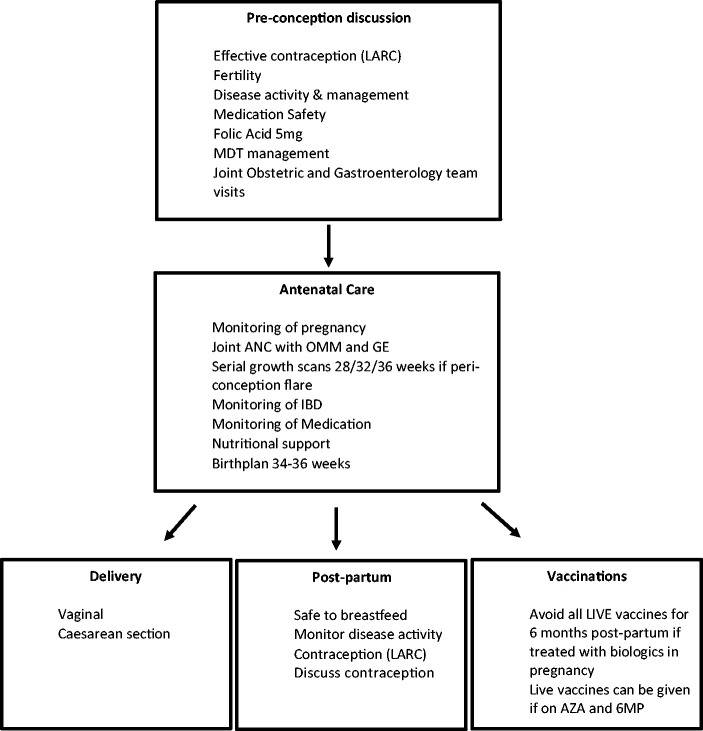 Pre-conception discussion
Effective contraception (LARC)
Fertility
Disease activity & management
Medication Safety
Folic Acid 5mg
MDT management
Joint Obstetric and Gastroenterology team
visits
Antenatal Care
Monitoring of pregnancy
Joint ANC with OMM and GE
Serial growth scans 28/32/36 weeks if peri-
conception flare
Monitoring of IBD
Monitoring of Medication
Nutritional support
Birthplan 34-36 weeks
Delivery
Vaginal
Caesarean section
Post-partum
Safe to breastfeed
Monitor disease activity
Contraception (LARC)
Discuss contraception
Vaccinations
Avoid all LIVE vaccines for
6 months post-partum if
treated with biologics in
pregnancy
Live vaccines can be given
if on AZA and 6MP